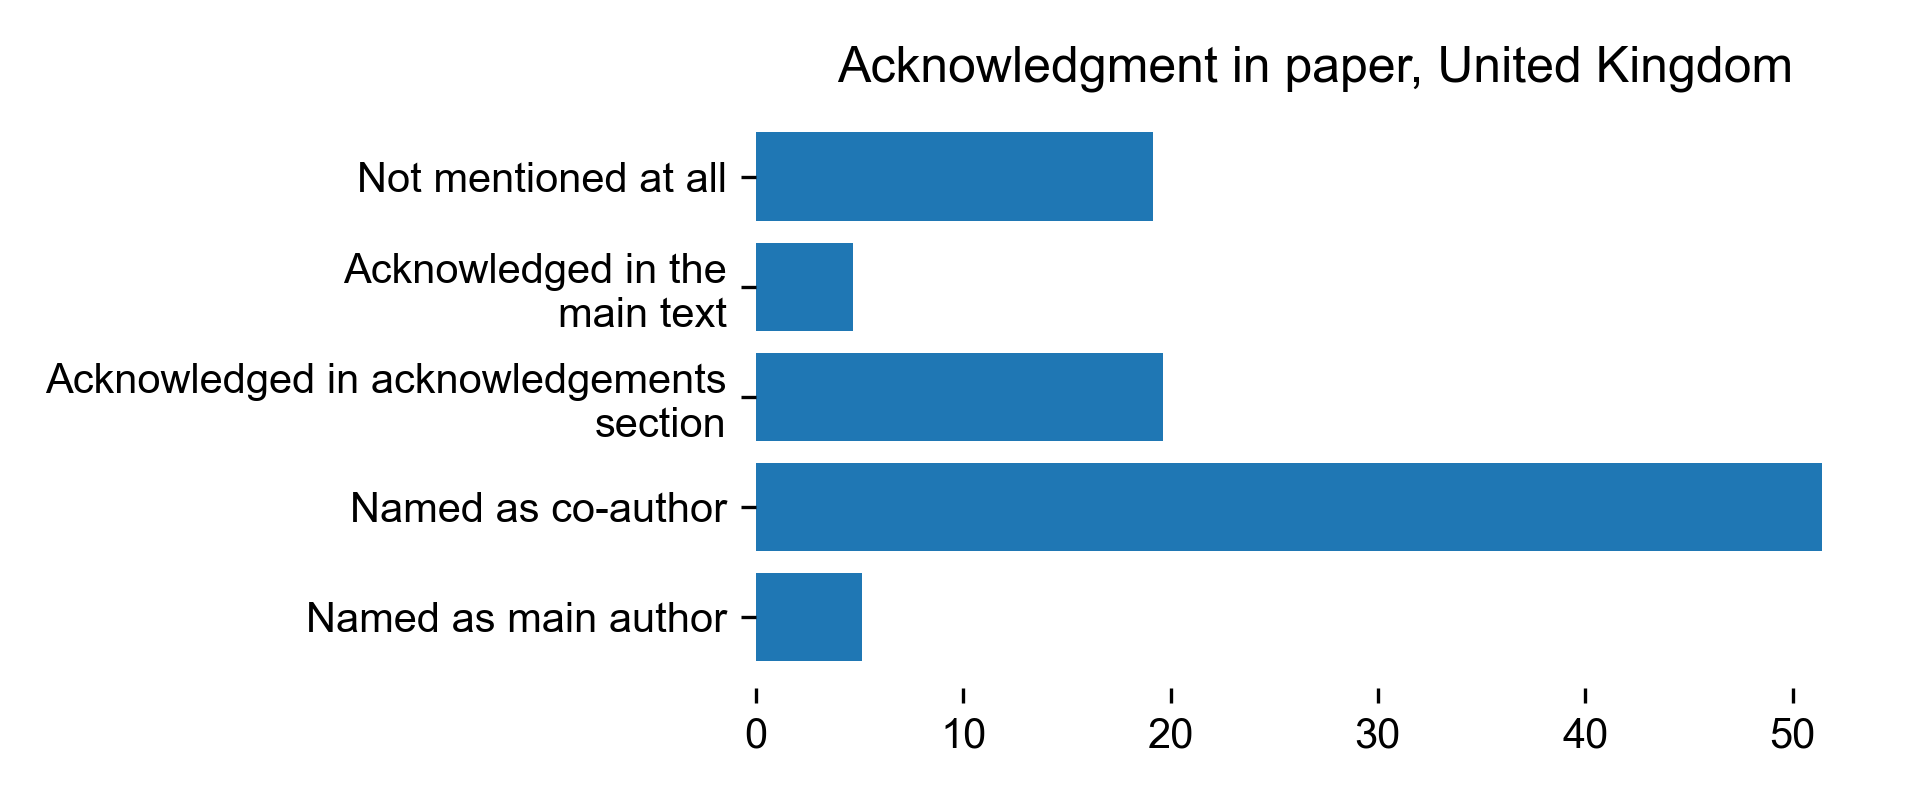 Acknowledgment in paper, United Kingdom
Not mentioned at all
Acknowledged in the
main text
Acknowledged in acknowledgements
section
Named as co-author
Named as main author
0 10 20 30 40 50